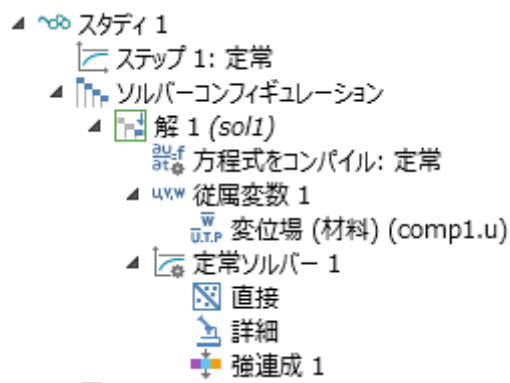 スタディ 1
ステップ 1: 定常
ソルバーコンフィギュレーション
解 1 (sol1)
方程式をコンパイル: 定常
従属変数 1
変位場 (材料) (comp1.u)
定常ソルバー 1
直接
詳細
強連成 1